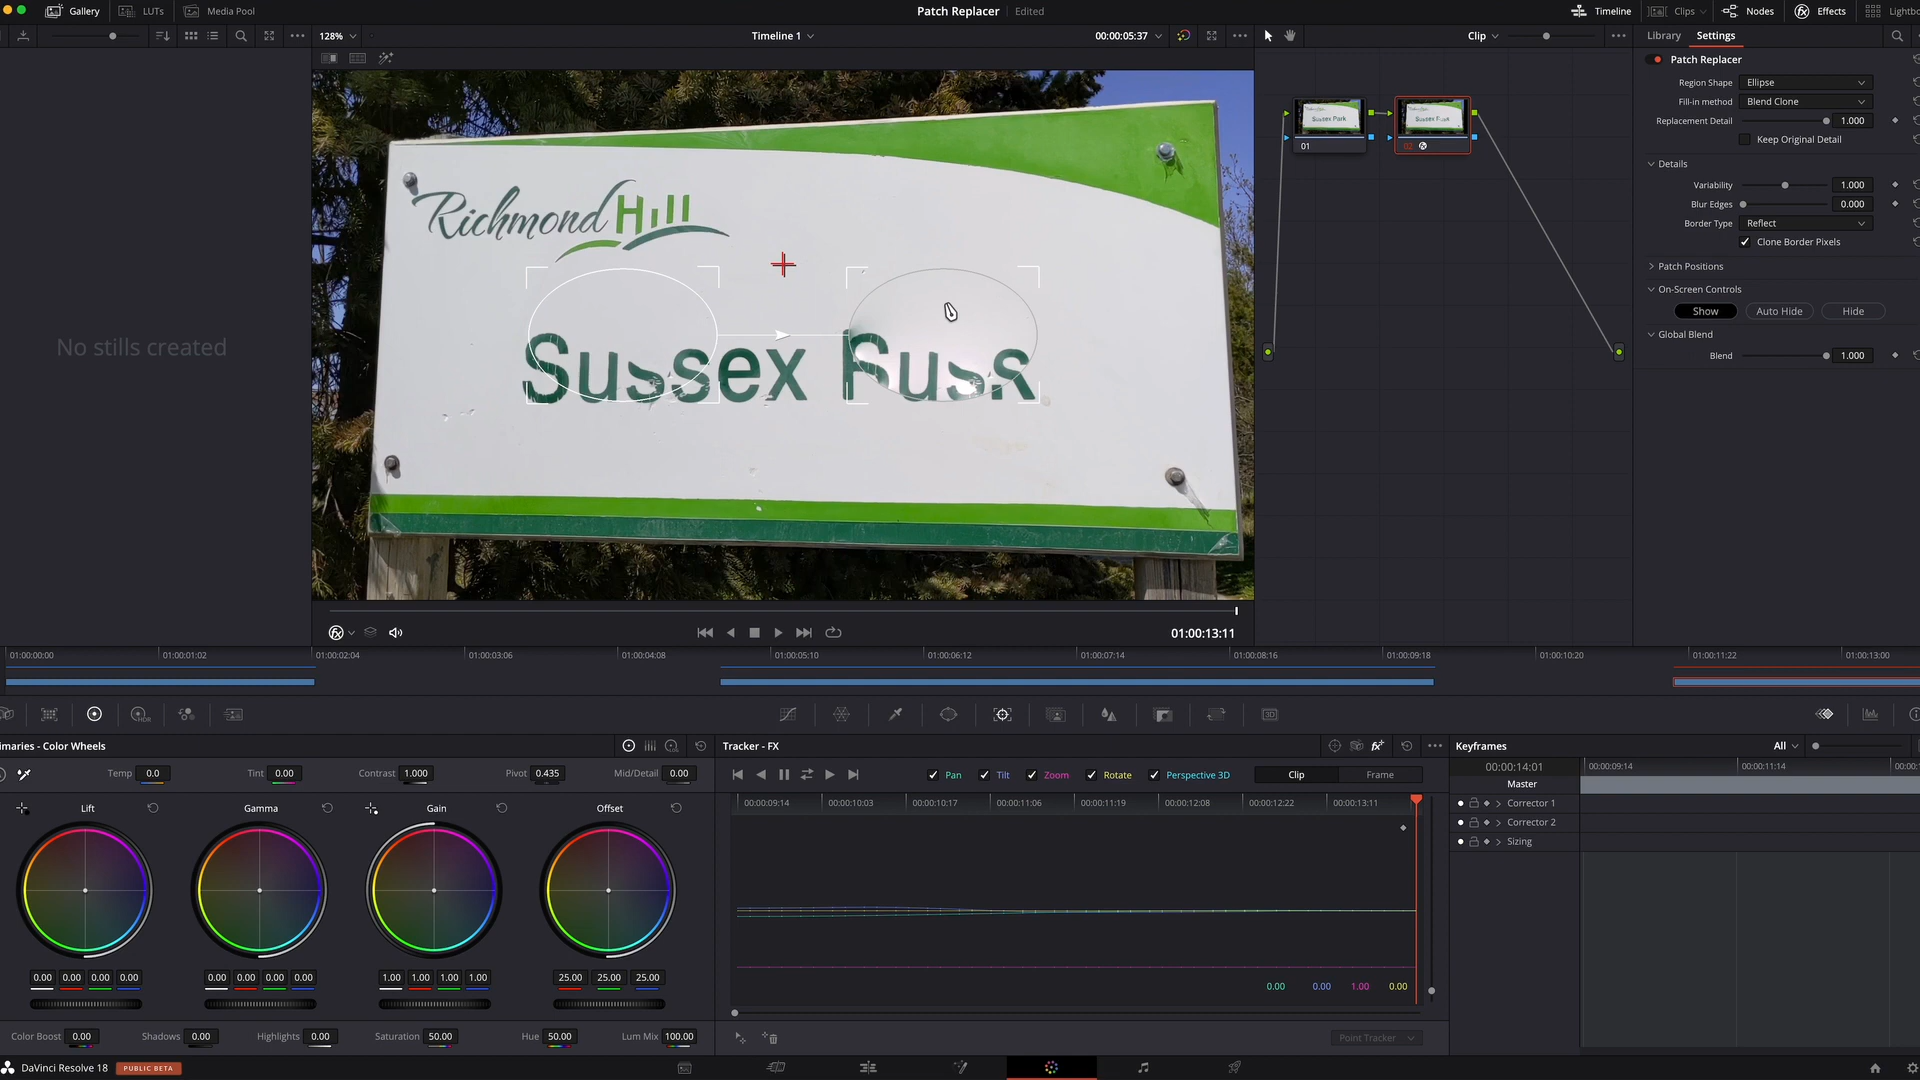 Gallery
LUTs
Media Pool
Patch Replacer
Edited
Timeline
Clips
Nodes
Effects
Lightbo
128%
Timeline 1
00:00:05:37
Clip
Library
Settings
Patch Replacer
Region Shape
Ellipse
Fill-in method
Blend Clone
Replacement Detail
1.000
Keep Original Detail
Details
Variability
1.000
Blur Edges
0.000
Border Type
Reflect
Clone Border Pixels
Patch Positions
On-Screen Controls
Show
Auto Hide
Hide
Global Blend
Blend
1.000
Sussex Park
01
02
No stills created
Richmond Hill
Sussex
01:00:13:11
01:00:00:00
01:00:01:02
01:00:02:04
01:00:03:06
01:00:04:08
01:00:05:10
01:00:06:12
01:00:07:14
01:00:08:16
01:00:09:18
01:00:10:20
01:00:11:22
01:00:13:00
HDR
3D
imaries - Color Wheels
Temp
0.0
Tint
0.00
Contrast
1.000
Pivot
0.435
Mid/Detail
0.00
Lift
Gamma
Gain
Offset
0.00 0.00 0.00 0.00
0.00 0.00 0.00 0.00
1.00 1.00 1.00 1.00
25.00 25.00 25.00
Color Boost
0.00
Shadows
0.00
Highlights
0.00
Saturation
50.00
Hue
50.00
Lum Mix
100.00
Tracker - FX
Pan
Tilt
Zoom
Rotate
Perspective 3D
Clip
Frame
00:00:09:14
00:00:10:03
00:00:10:17
00:00:11:06
00:00:11:19
00:00:12:08
00:00:12:22
00:00:13:11
0.00
0.00
1.00
0.00
Point Tracker
Keyframes
All
00:00:14:01
00:00:09:14
00:00:11:14
Master
Corrector 1
Corrector 2
Sizing
DaVinci Resolve 18
PUBLIC BETA